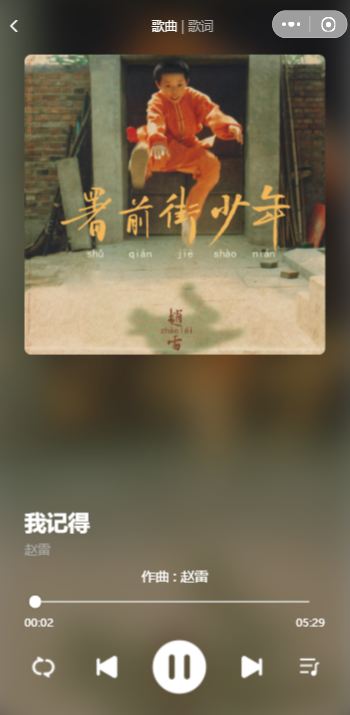 歌曲 | 歌词
署前街少年
shǔ qián jiē shào nián
趙
zhào léi
雷
我记得
赵雷
作曲 : 赵雷
00:02 05:29